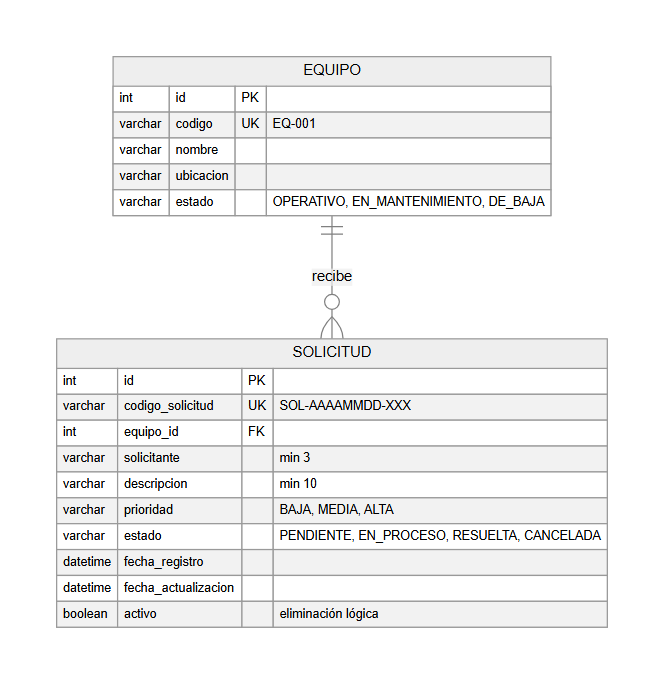 EQUIPO
int id PK
varchar codigo UK EQ-001
varchar nombre
varchar ubicacion
varchar estado OPERATIVO, EN_MANTENIMIENTO, DE_BAJA
recibe
SOLICITUD
int id PK
varchar codigo_solicitud UK SOL-AAAAMMDD-XXX
int equipo_id FK
varchar solicitante min 3
varchar descripcion min 10
varchar prioridad BAJA, MEDIA, ALTA
varchar estado PENDIENTE, EN_PROCESO, RESUELTA, CANCELADA
datetime fecha_registro
datetime fecha_actualizacion
boolean activo eliminación lógica